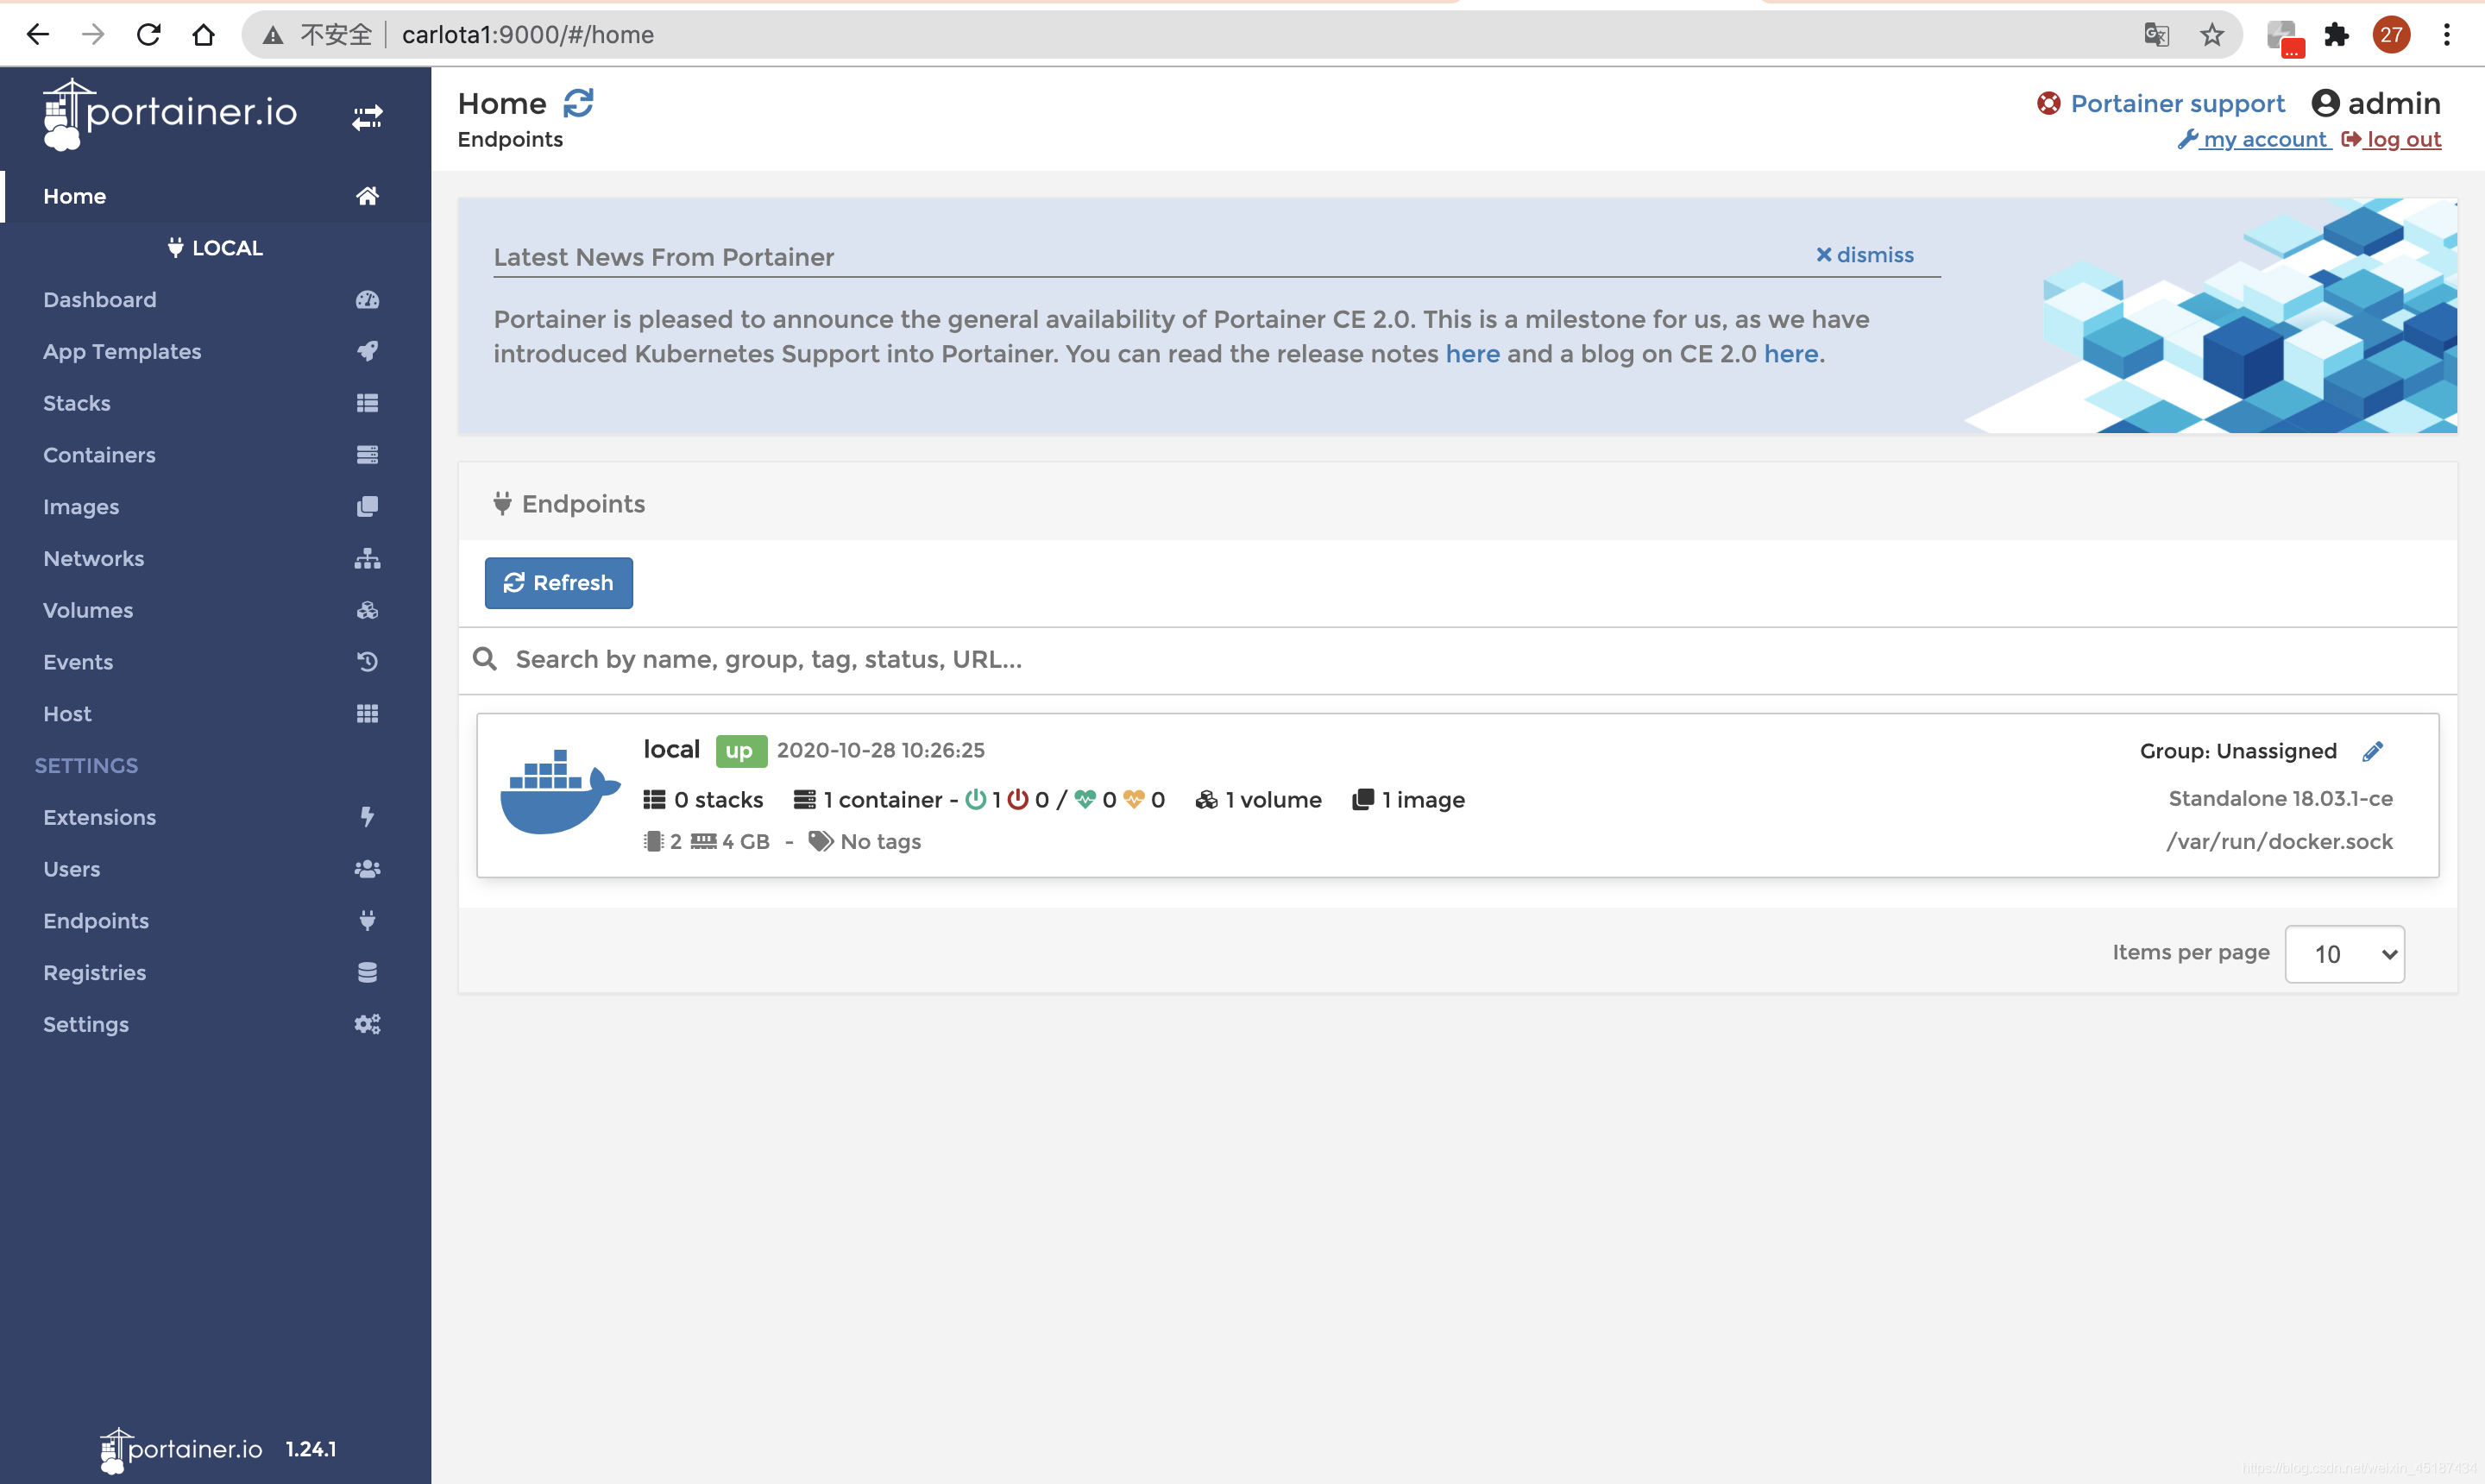 不安全 carlota1:9000/#/home
27
portainer.io
Home
LOCAL
Dashboard
App Templates
Stacks
Containers
Images
Networks
Volumes
Events
Host
SETTINGS
Extensions
Users
Endpoints
Registries
Settings
portainer.io 1.24.1
Home
Endpoints
Portainer support admin
my account log out
Latest News From Portainer
dismiss
Portainer is pleased to announce the general availability of Portainer CE 2.0. This is a milestone for us, as we have
introduced Kubernetes Support into Portainer. You can read the release notes here and a blog on CE 2.0 here.
Endpoints
Refresh
Search by name, group, tag, status, URL...
local up 2020-10-28 10:26:25
Group: Unassigned
0 stacks 1 container - 1 0 / 0 0 1 volume 1 image
Standalone 18.03.1-ce
2 4 GB - No tags
/var/run/docker.sock
Items per page 10
https://blog.csdn.net/weixin_45187434